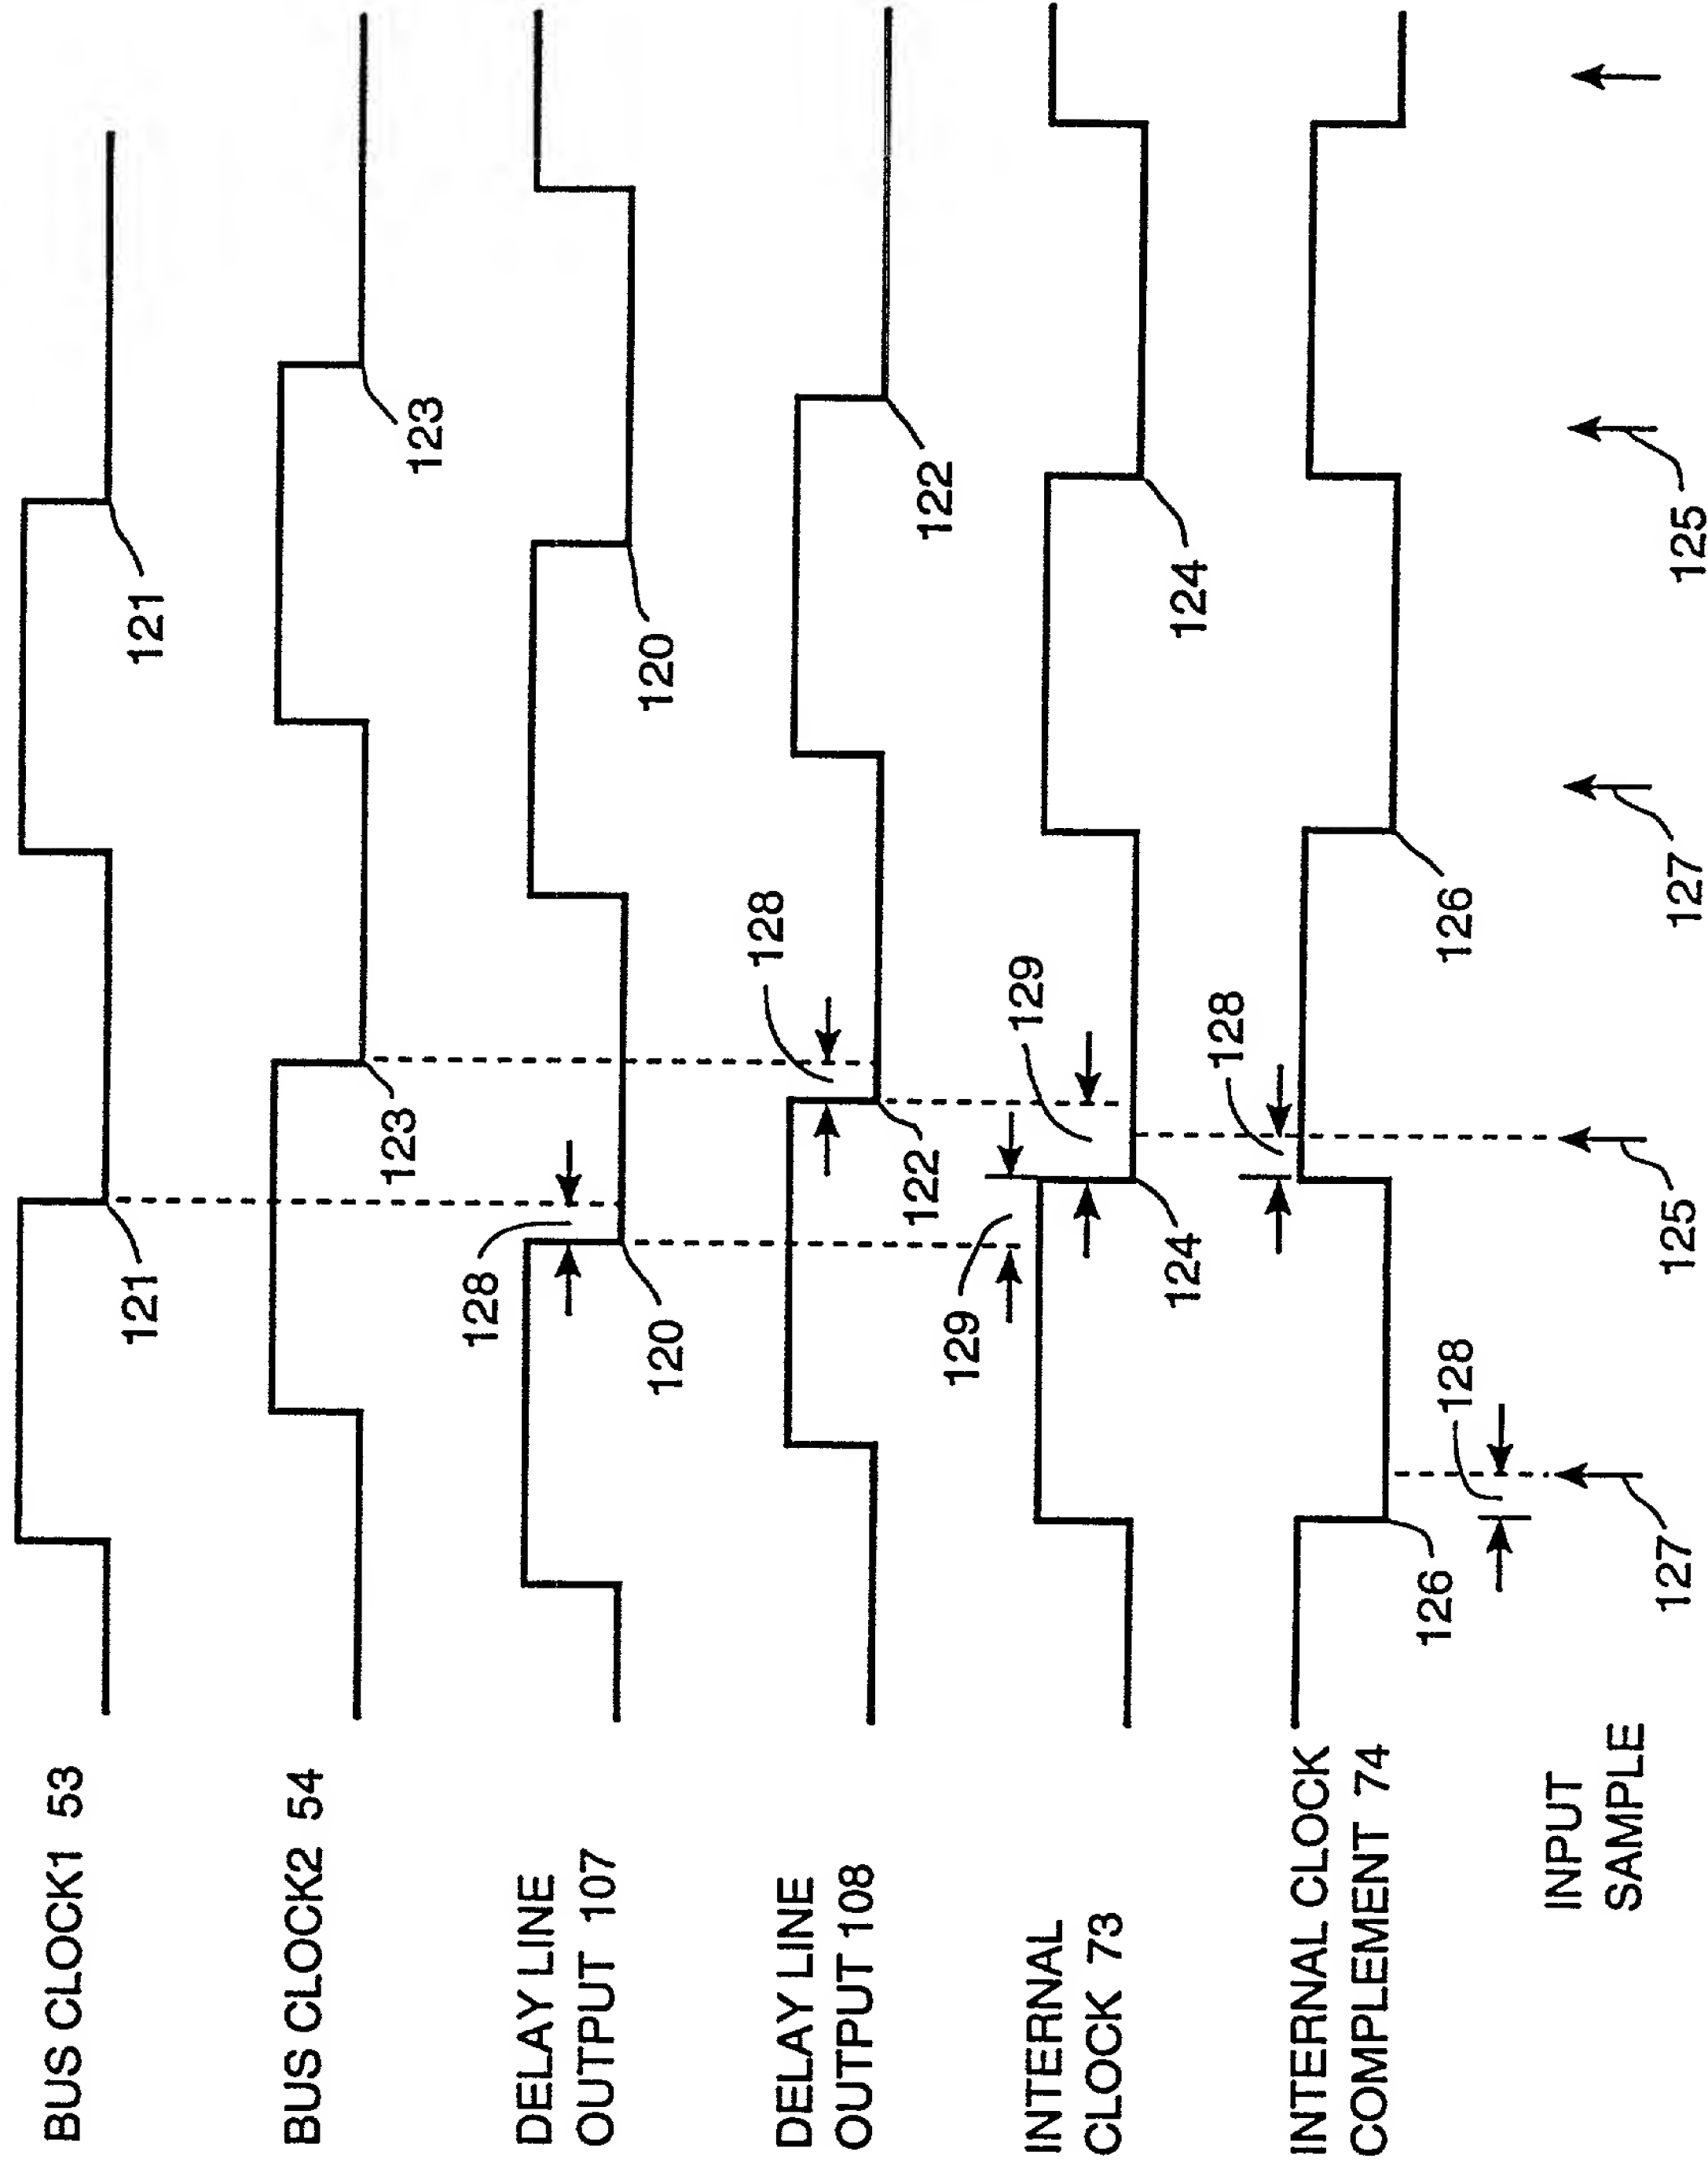 BUS CLOCK1 53
121
121
BUS CLOCK2 54
123
123
DELAY LINE
OUTPUT 107
128
120
120
DELAY LINE
OUTPUT 108
128
122
122
INTERNAL
CLOCK 73
129
129
124
124
INTERNAL CLOCK
COMPLEMENT 74
128
126
126
128
INPUT
SAMPLE
127
125
127
125